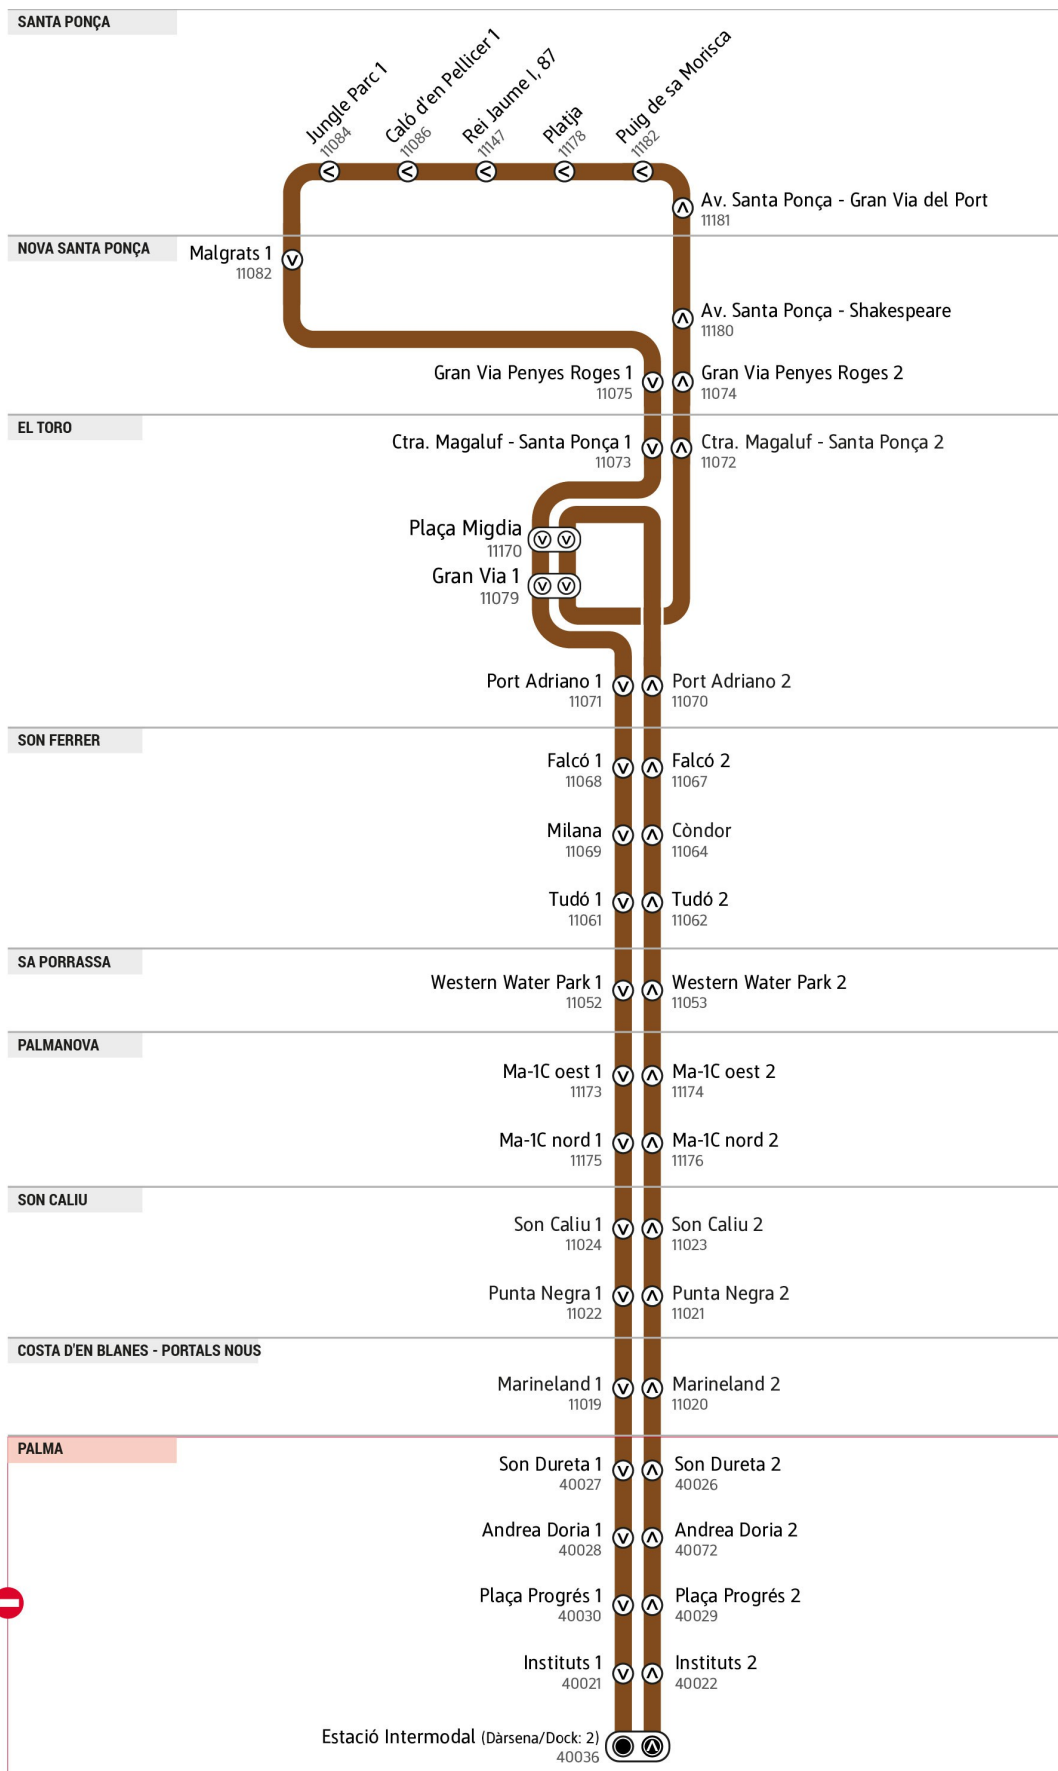 SANTA PONÇA
Jungle Parc 1
11084
Caló d'en Pellicer 1
11086
Rei Jaume I, 87
11147
Platja
11178
Puig de sa Morisca
11182
Av. Santa Ponça - Gran Via del Port
11181
NOVA SANTA PONÇA
Malgrats 1
11082
Av. Santa Ponça - Shakespeare
11180
Gran Via Penyes Roges 1
11075
Gran Via Penyes Roges 2
11074
EL TORO
Ctra. Magaluf - Santa Ponça 1
11073
Ctra. Magaluf - Santa Ponça 2
11072
Plaça Migdia
11170
Gran Via 1
11079
Port Adriano 1
11071
Port Adriano 2
11070
SON FERRER
Falcó 1
11068
Falcó 2
11067
Milana
11069
Còndor
11064
Tudó 1
11061
Tudó 2
11062
SA PORRASSA
Western Water Park 1
11052
Western Water Park 2
11053
PALMANOVA
Ma-1C oest 1
11173
Ma-1C oest 2
11174
Ma-1C nord 1
11175
Ma-1C nord 2
11176
SON CALIU
Son Caliu 1
11024
Son Caliu 2
11023
Punta Negra 1
11022
Punta Negra 2
11021
COSTA D'EN BLANES - PORTALS NOUS
Marineland 1
11019
Marineland 2
11020
PALMA
Son Dureta 1
40027
Son Dureta 2
40026
Andrea Doria 1
40028
Andrea Doria 2
40072
Plaça Progrés 1
40030
Plaça Progrés 2
40029
Instituts 1
40021
Instituts 2
40022
Estació Intermodal (Dàrsena/Dock: 2)
40036